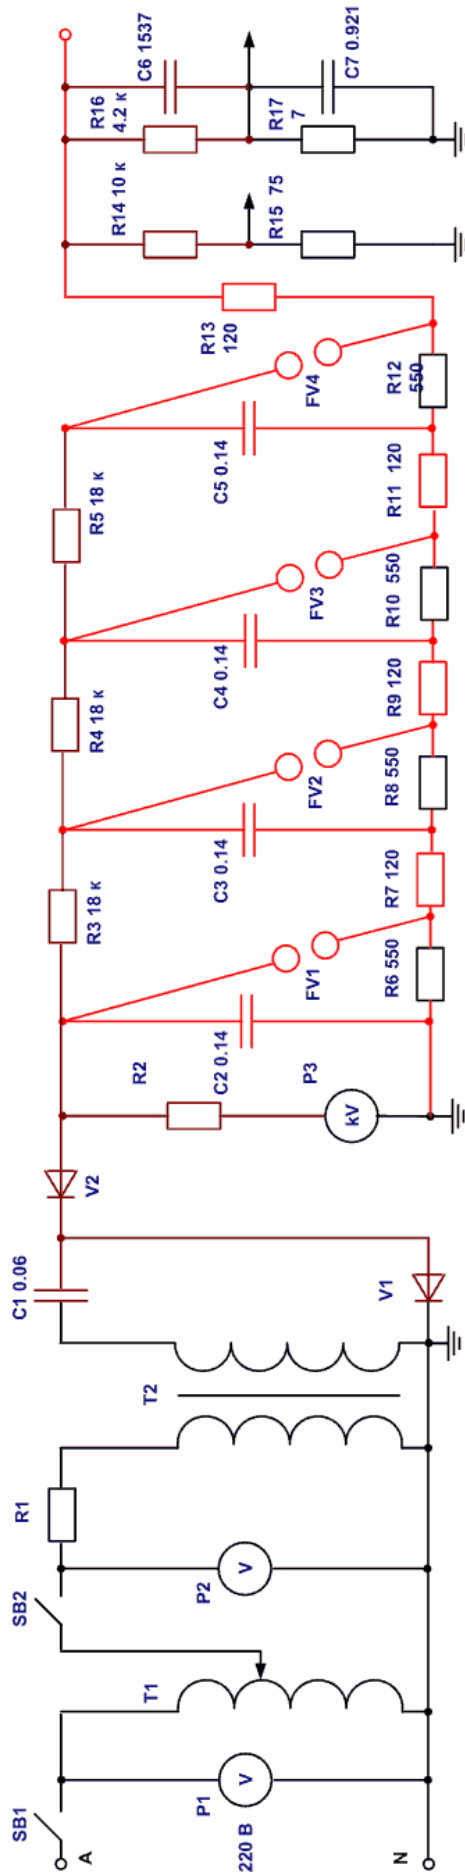 SB1
A
N
P1
220 В
V
T1
SB2
P2
V
R1
T2
C1 0.06
V1
V2
R2
P3
kV
C2 0.14
FV1
R3 18 к
R6 550
R7 120
C3 0.14
FV2
R4 18 к
R8 550
R9 120
C4 0.14
FV3
R5 18 к
R10 550
R11 120
C5 0.14
FV4
R12
550
R13
120
R14 10 к
R15 75
R16
4.2 к
R17
7
C6 1537
C7 0.921